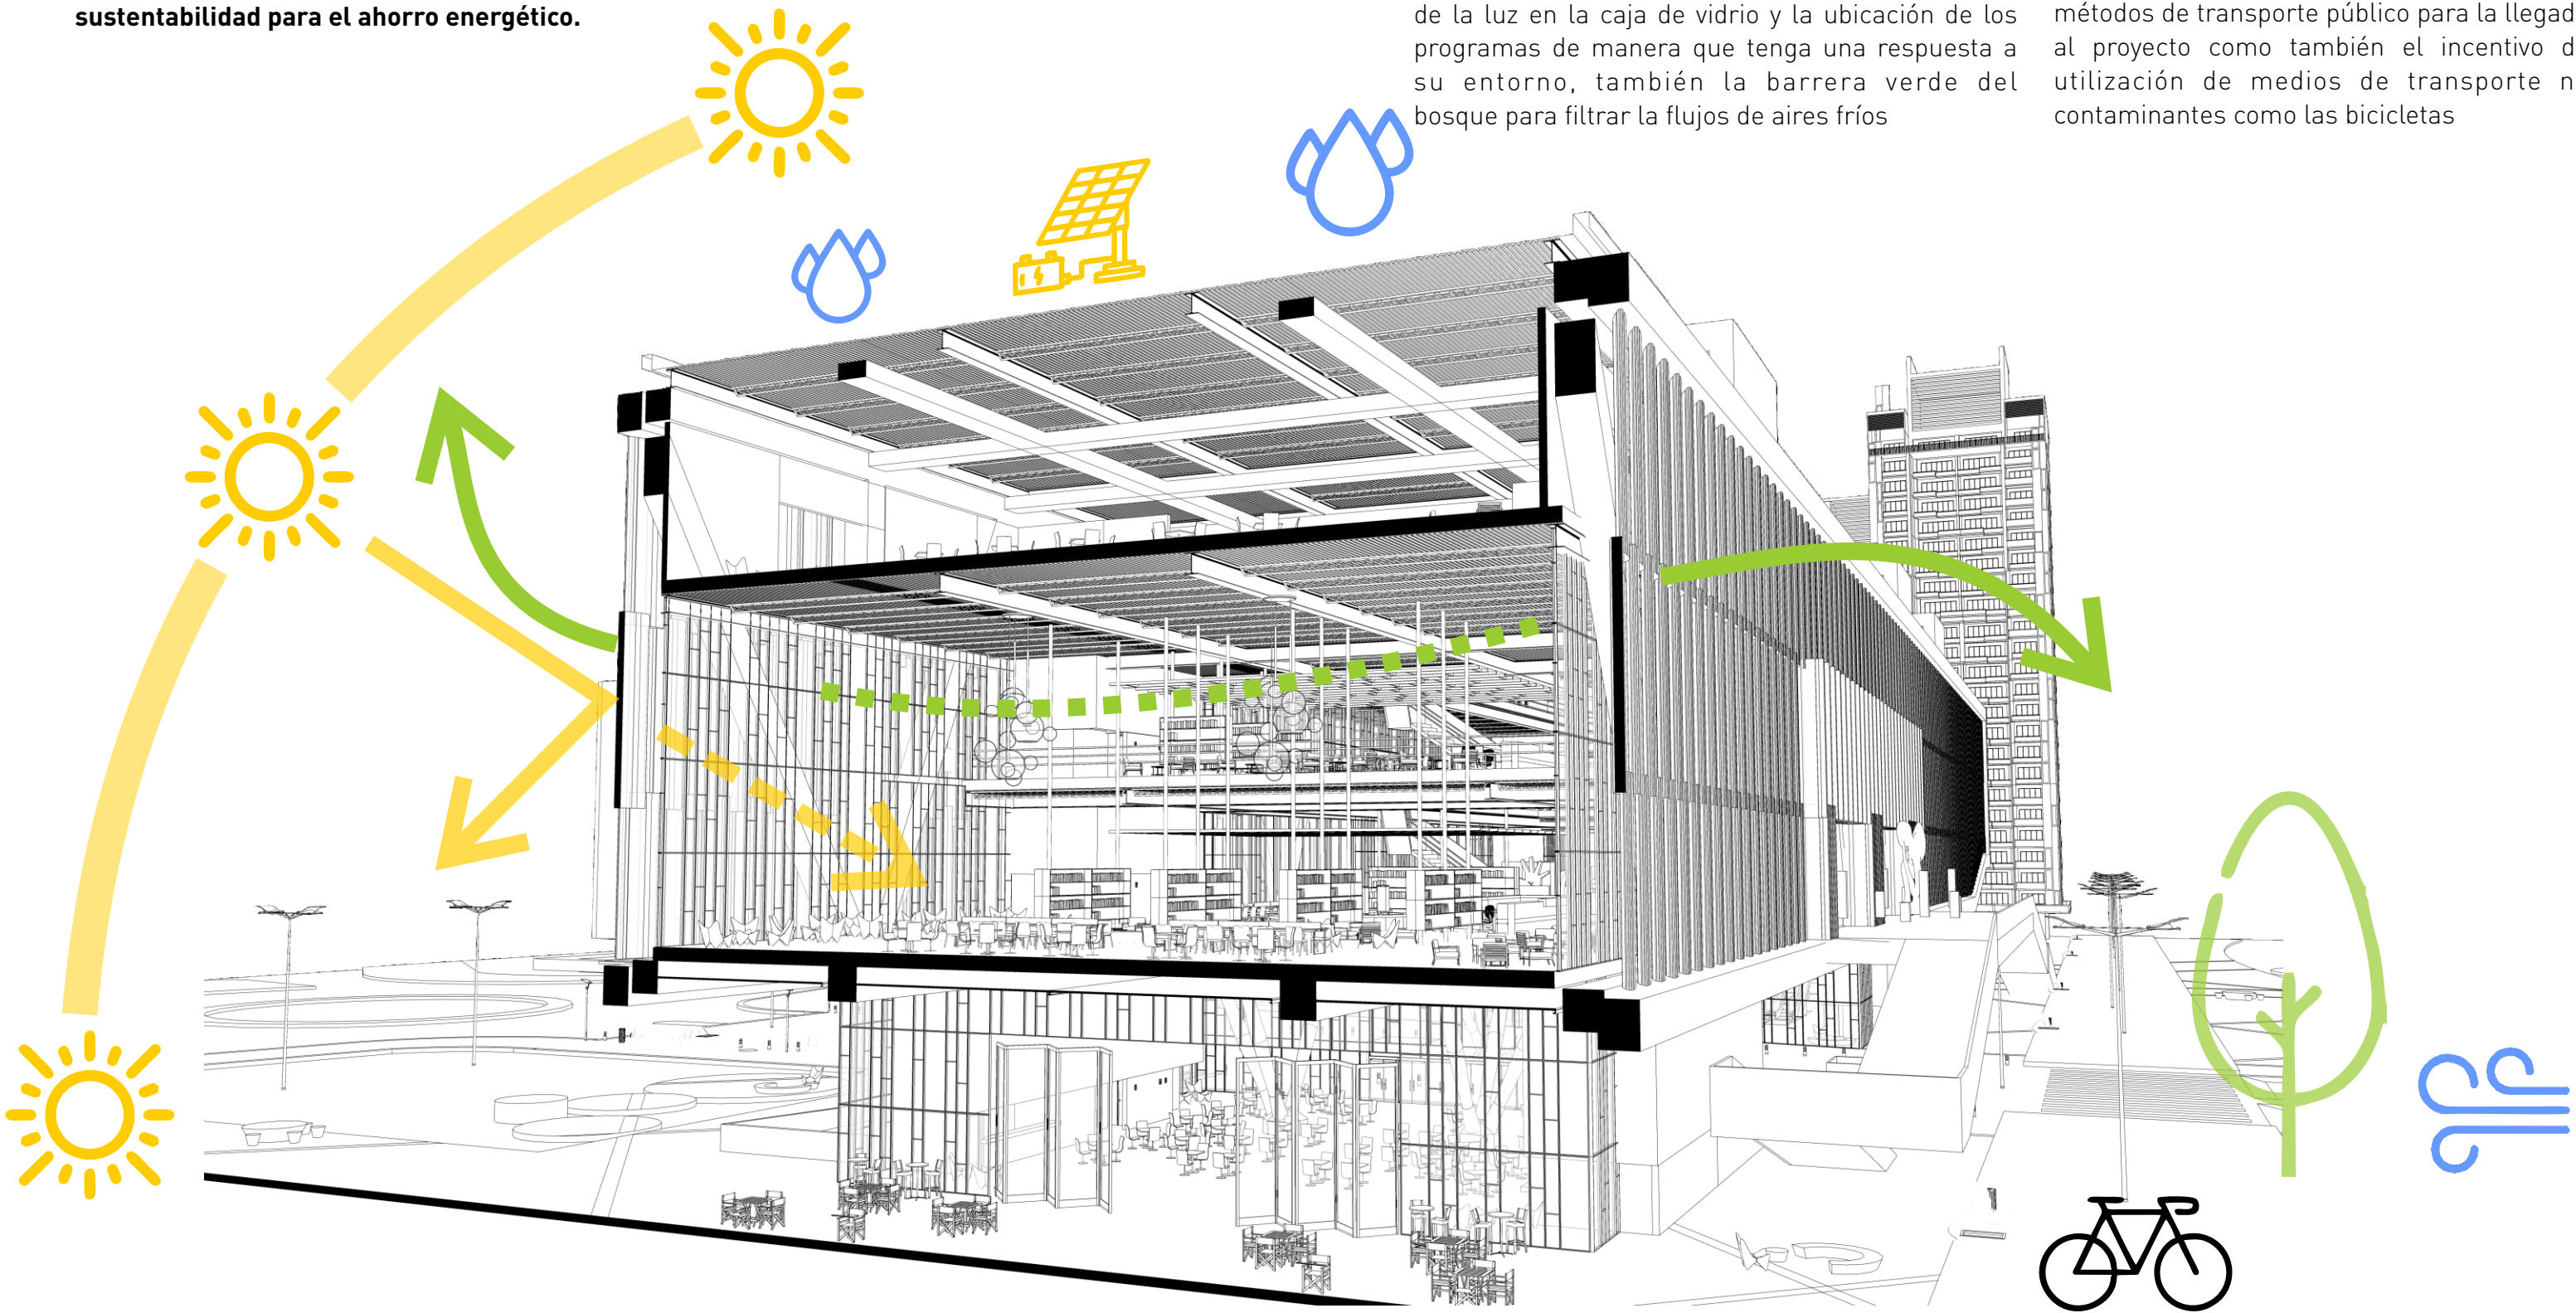 sustentabilidad para el ahorro energético.
de la luz en la caja de vidrio y la ubicación de los
programas de manera que tenga una respuesta a
su entorno, también la barrera verde del
bosque para filtrar la flujos de aires fríos
métodos de transporte público para la llegad
al proyecto como también el incentivo d
utilización de medios de transporte n
contaminantes como las bicicletas